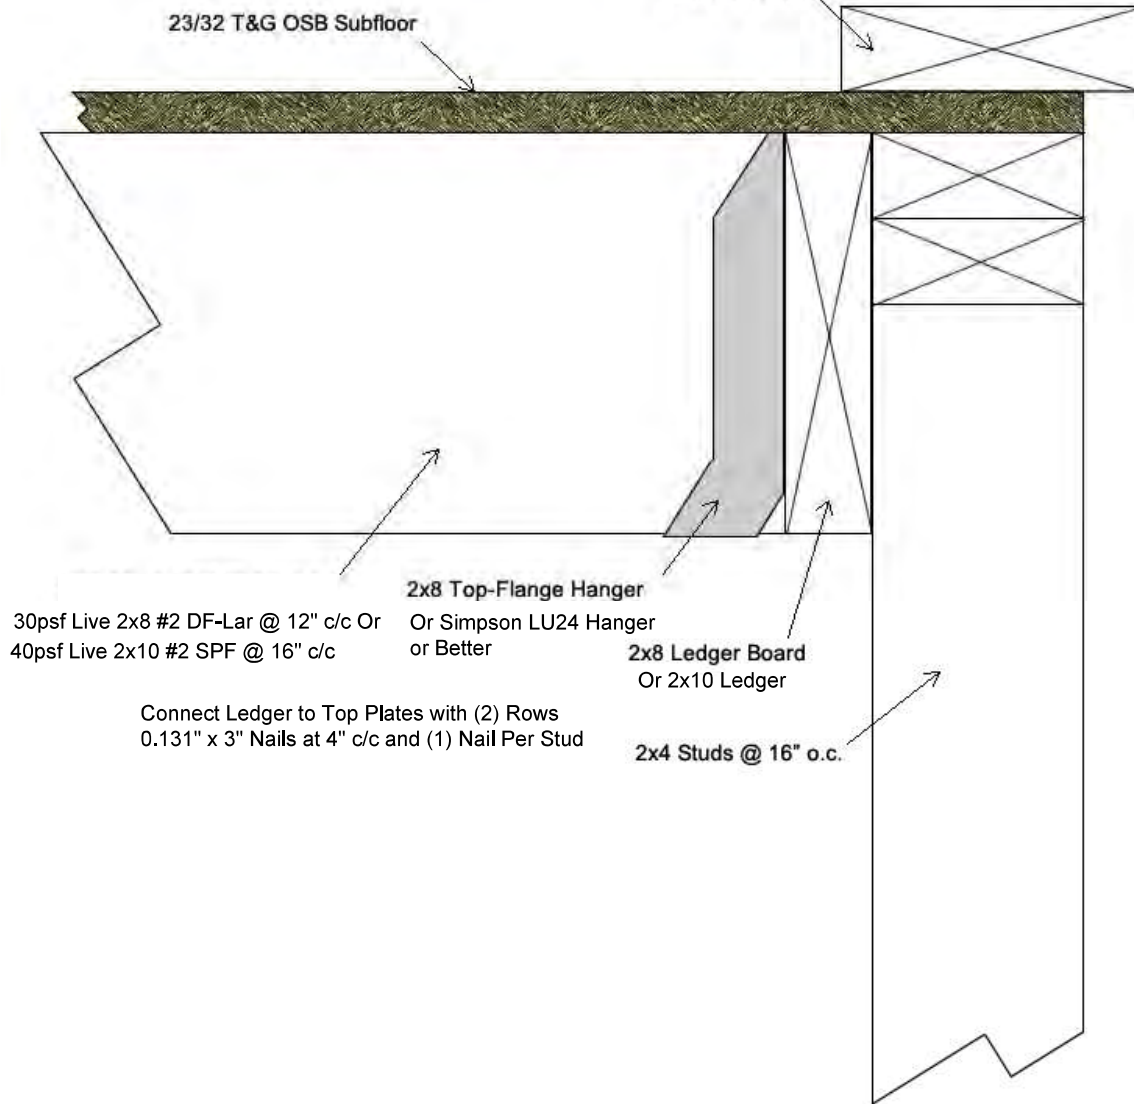 23/32 T&G OSB Subfloor
30psf Live 2x8 #2 DF-Lar @ 12" c/c Or
40psf Live 2x10 #2 SPF @ 16" c/c
2x8 Top-Flange Hanger
Or Simpson LU24 Hanger
or Better
2x8 Ledger Board
Or 2x10 Ledger
Connect Ledger to Top Plates with (2) Rows
0.131" x 3" Nails at 4" c/c and (1) Nail Per Stud
2x4 Studs @ 16" o.c.